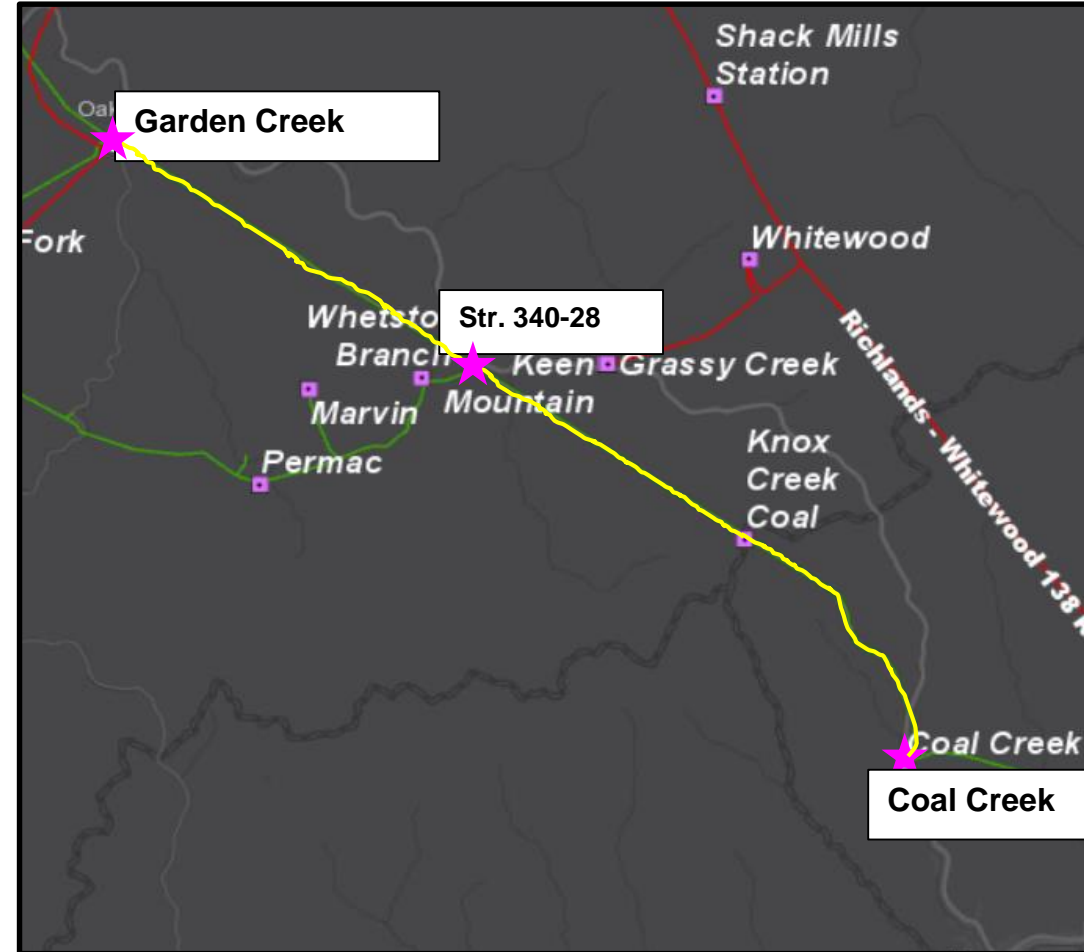 Shack Mills
Station
Garden Creek
Whitewood
Fork
Str. 340-28
Branch
Keen
Grassy Creek
Mountain
Marvin
Richlands - Whitewood 138
Permac
Knox
Creek
Coal
Coal Creek
Coal Creek